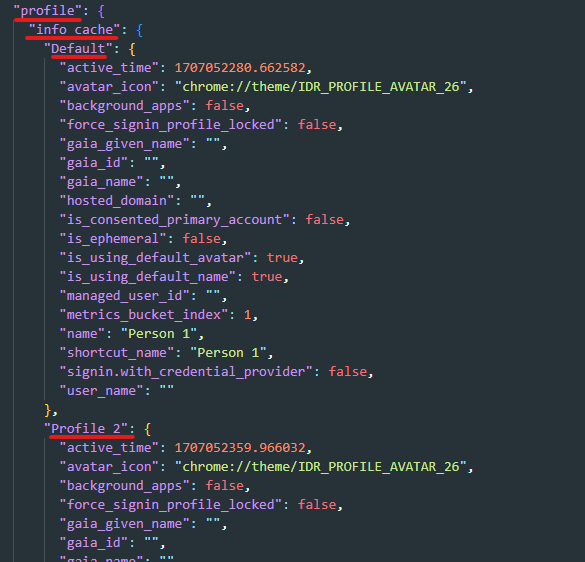 "profile": {
"info_cache": {
"Default": {
"active_time": 1707052280.662582,
"avatar_icon": "chrome://theme/IDR_PROFILE_AVATAR_26",
"background_apps": false,
"force_signin_profile_locked": false,
"gaia_given_name": "",
"gaia_id": "",
"gaia_name": "",
"hosted_domain": "",
"is_consented_primary_account": false,
"is_ephemeral": false,
"is_using_default_avatar": true,
"is_using_default_name": true,
"managed_user_id": "",
"metrics_bucket_index": 1,
"name": "Person 1",
"shortcut_name": "Person 1",
"signin.with_credential_provider": false,
"user_name": ""
},
"Profile 2": {
"active_time": 1707052359.966032,
"avatar_icon": "chrome://theme/IDR_PROFILE_AVATAR_26",
"background_apps": false,
"force_signin_profile_locked": false,
"gaia_given_name": "",
"gaia_id": "",
"gaia_name": ""